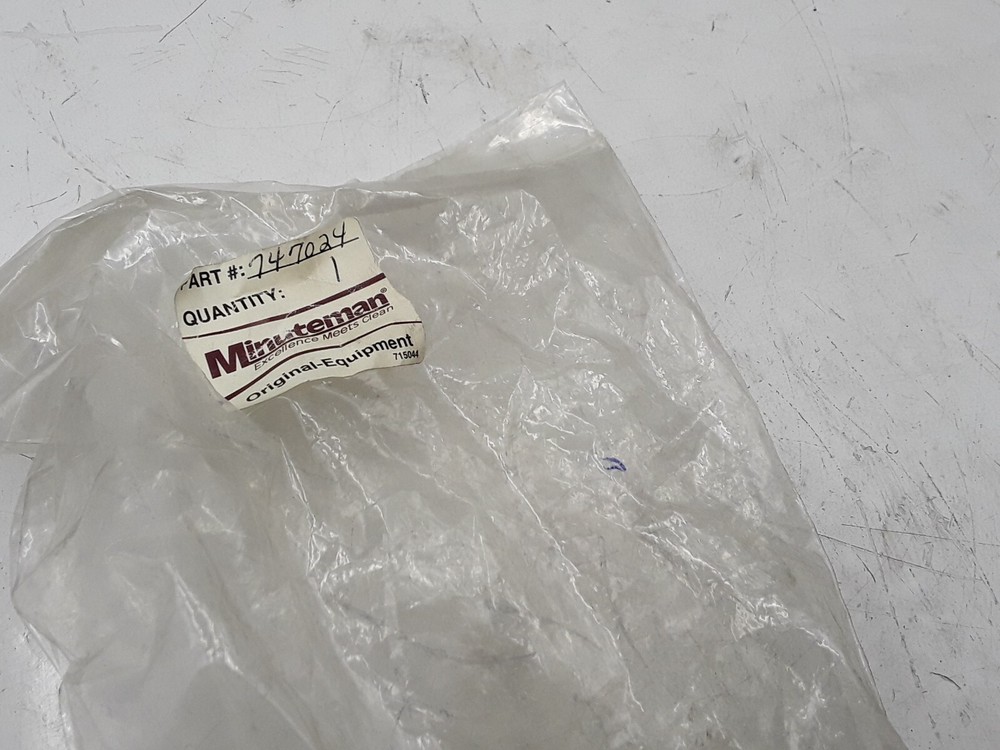 PART #: 747024
QUANTITY: 1
Minuteman®
Excellence Meets Clean
Original-Equipment
715044